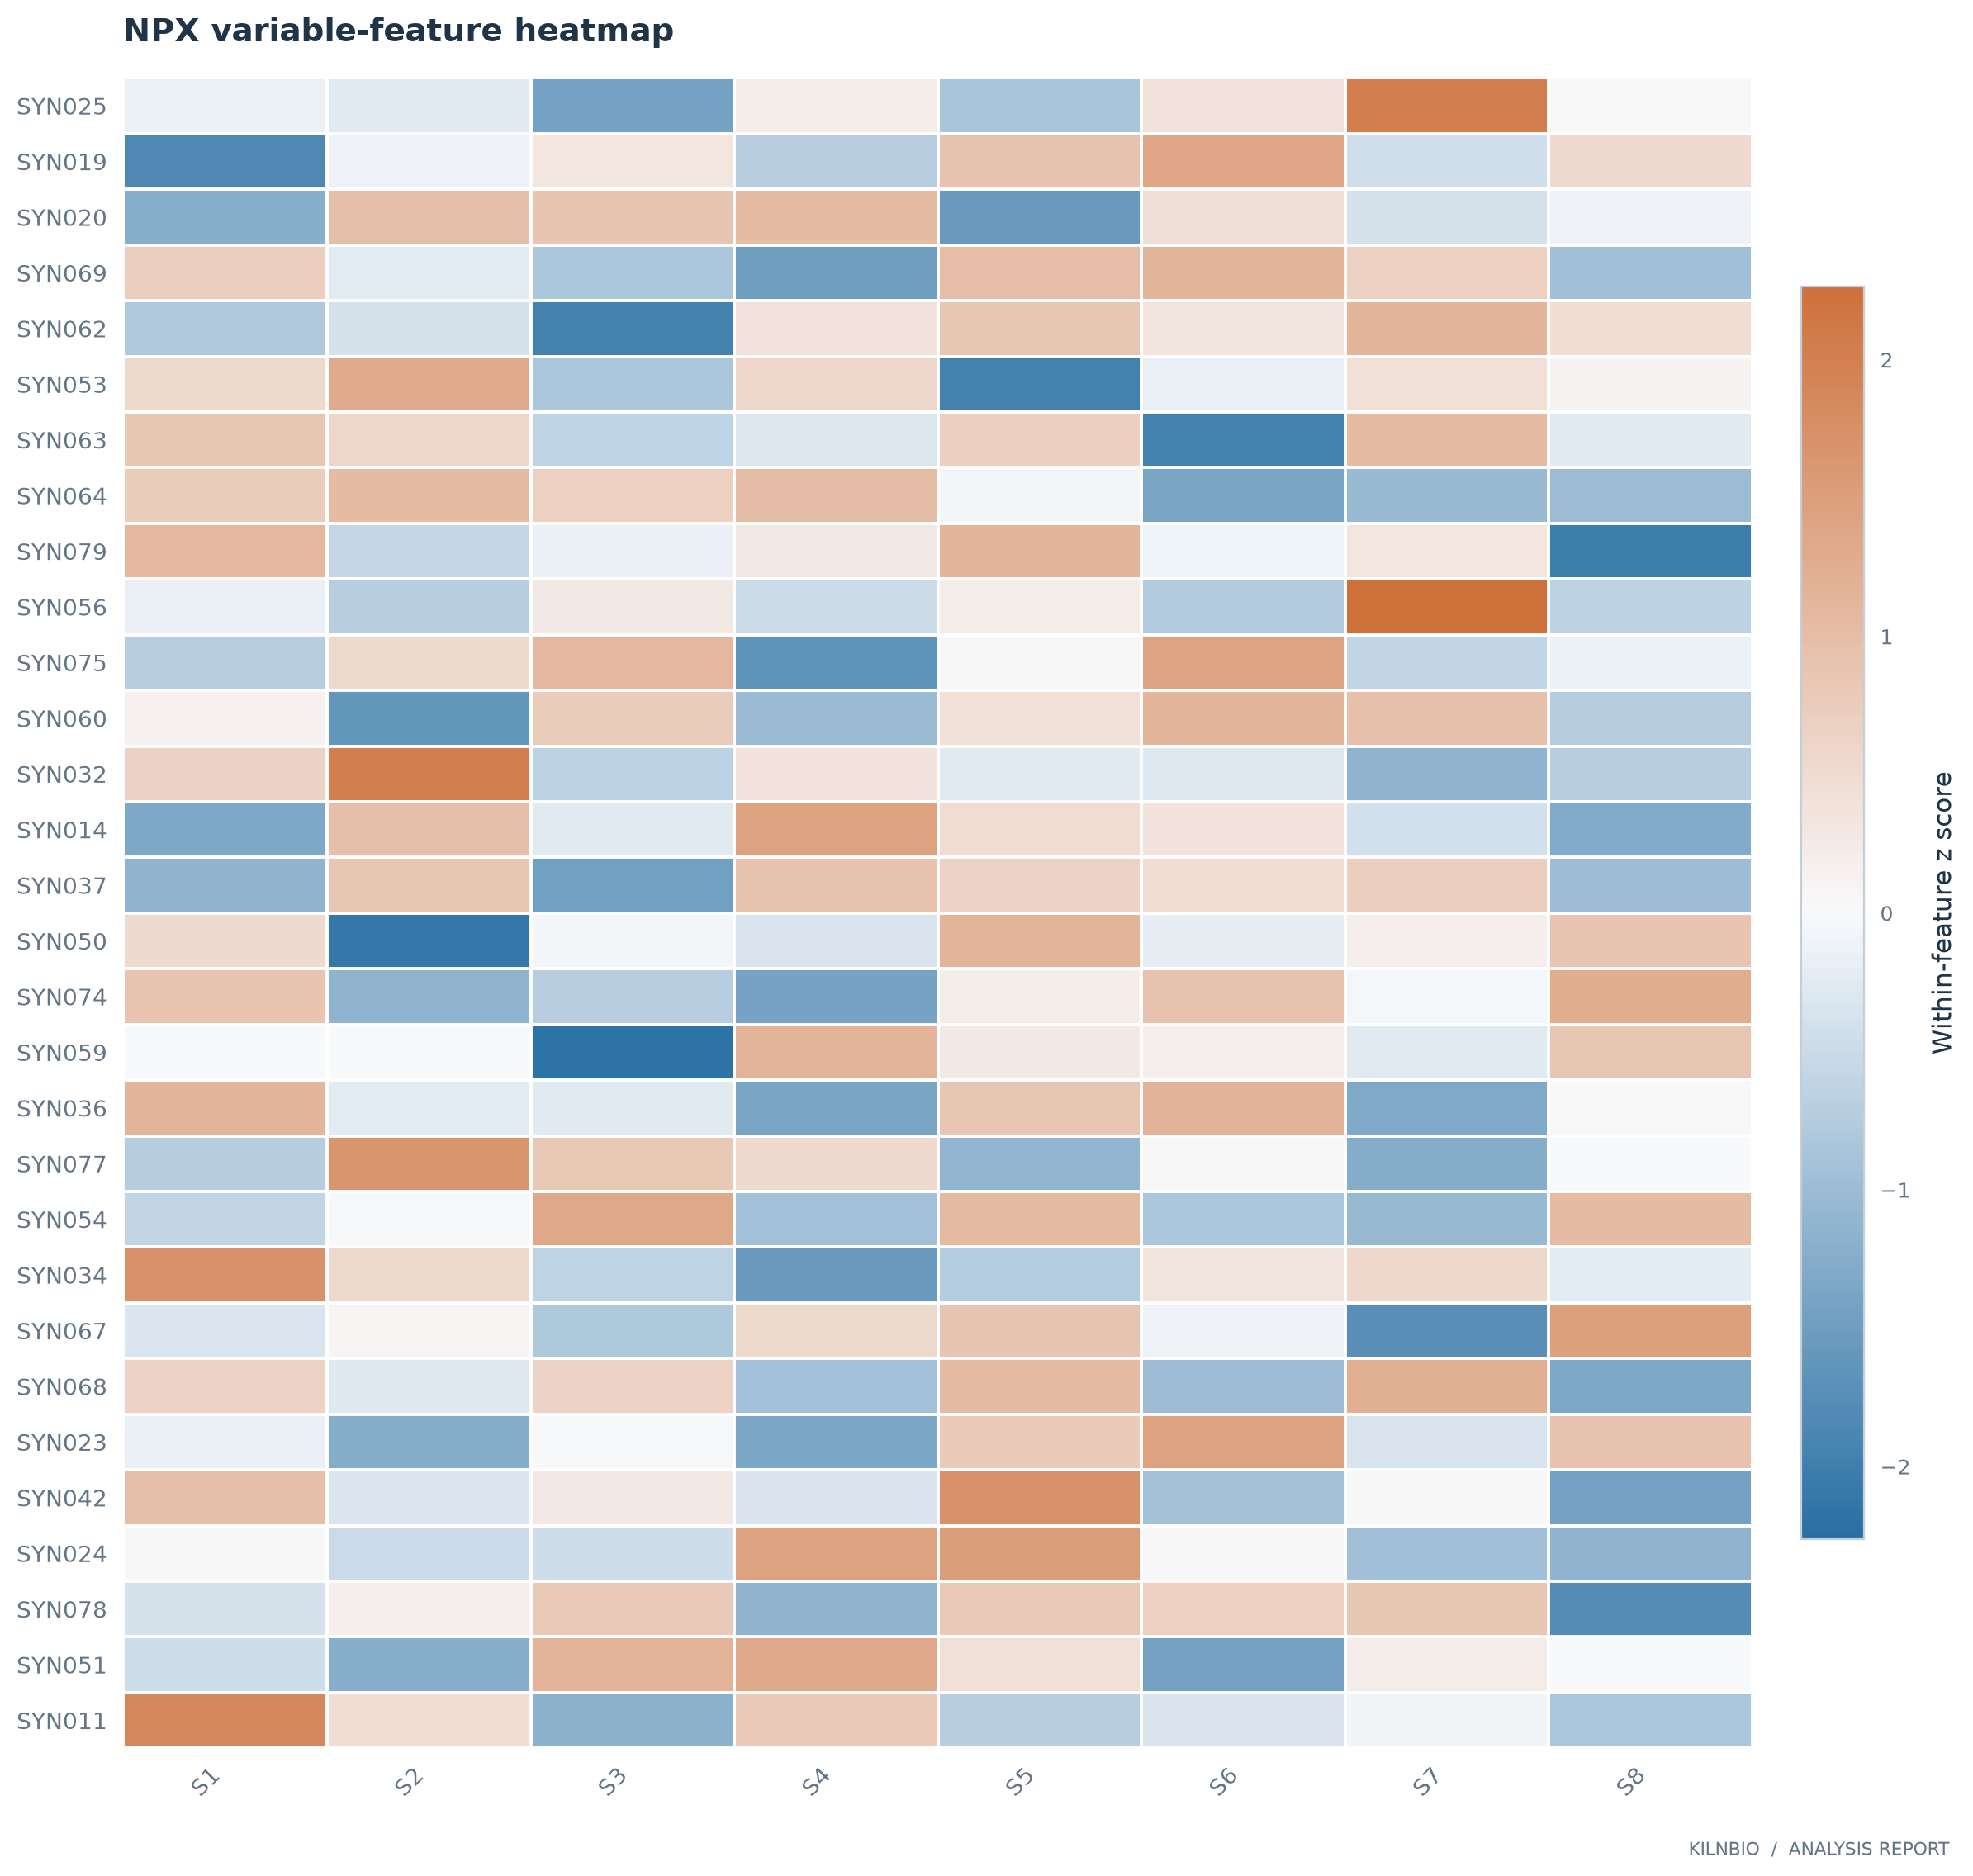 NPX variable-feature heatmap
SYN025
SYN019
SYN020
SYN069
SYN062
SYN053
SYN063
SYN064
SYN079
SYN056
SYN075
SYN060
SYN032
SYN014
SYN037
SYN050
SYN074
SYN059
SYN036
SYN077
SYN054
SYN034
SYN067
SYN068
SYN023
SYN042
SYN024
SYN078
SYN051
SYN011
S1 S2 S3 S4 S5 S6 S7 S8
2
1
0
−1
−2
Within-feature z score
KILNBIO / ANALYSIS REPORT